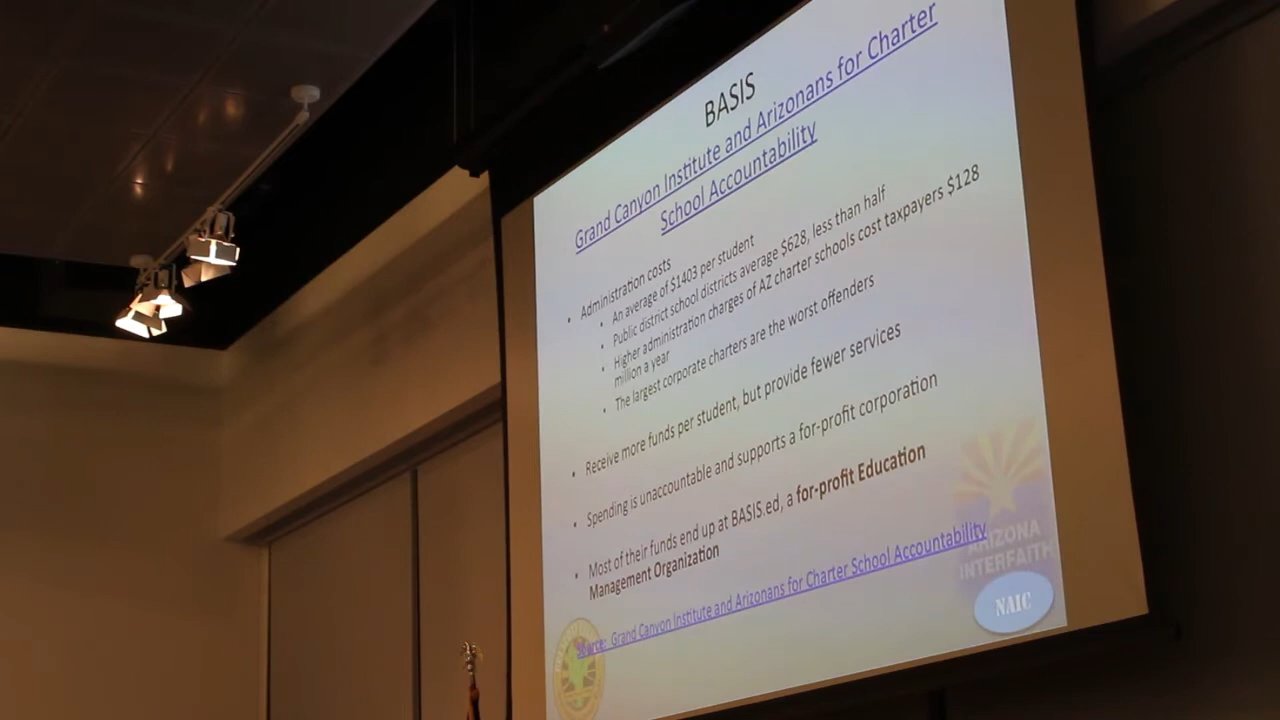 BASIS
Grand Canyon Institute and Arizonans for Charter
School Accountability
• Administration costs
• An average of $1403 per student
• Public district school districts average $628, less than half
• Higher administration charges of AZ charter schools cost taxpayers $128
million a year
• The largest corporate charters are the worst offenders
• Receive more funds per student, but provide fewer services
• Spending is unaccountable and supports a for-profit corporation
• Most of their funds end up at BASIS.ed, a for-profit Education
Management Organization
Source: Grand Canyon Institute and Arizonans for Charter School Accountability
ARIZONA
INTERFAITH
NAIC